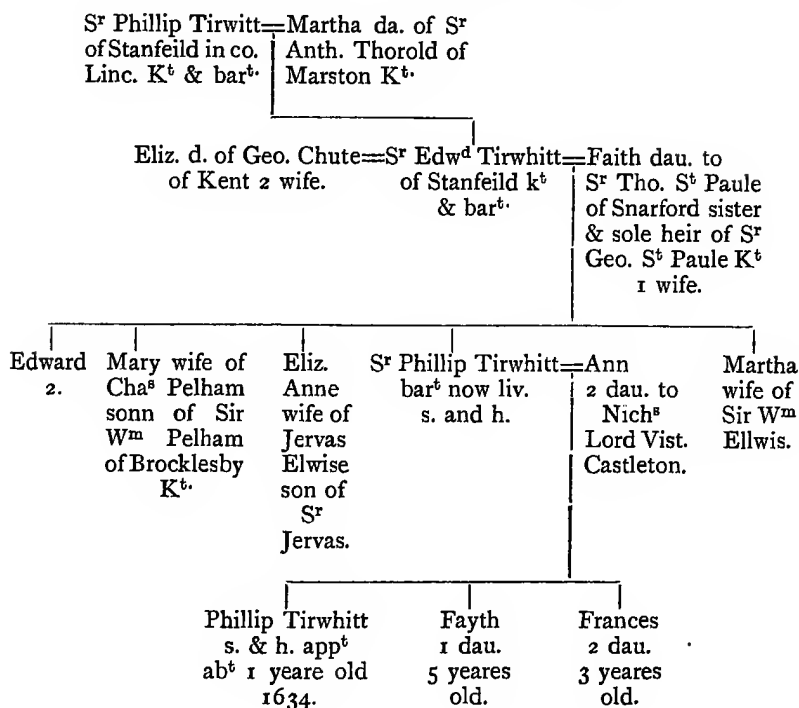 Sʳ Phillip Tirwitt=Martha da. of Sʳ
of Stanfeild in co. Anth. Thorold of
Linc. Kᵗ & barᵗ· Marston Kᵗ·
Eliz. d. of Geo. Chute=Sʳ Edwᵈ Tirwhitt=Faith dau. to
of Kent 2 wife. of Stanfeild kᵗ Sʳ Tho. Sᵗ Paule
& barᵗ· of Snarford sister
& sole heir of Sʳ
Geo. Sᵗ Paule Kᵗ
1 wife.
Edward Mary wife of Eliz. Sʳ Phillip Tirwhitt=Ann Martha
2. Chaˢ Pelham Anne barᵗ now liv. 2 dau. to wife of
sonn of Sir wife of s. and h. Nichˢ Sir Wᵐ
Wᵐ Pelham Jervas Lord Vist. Ellwis.
of Brocklesby Elwise Castleton.
Kᵗ· son of
Sʳ
Jervas.
Phillip Tirwhitt Fayth Frances
s. & h. appᵗ 1 dau. 2 dau.
abᵗ 1 yeare old 5 yeares 3 yeares
1634. old. old.